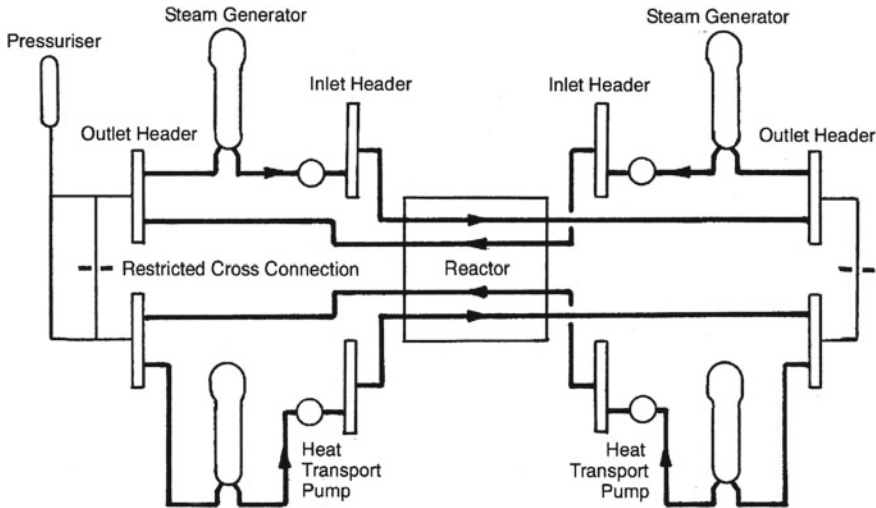 Steam Generator
Steam Generator
Pressuriser
Inlet Header
Inlet Header
Outlet Header
Outlet Header
Restricted Cross Connection
Reactor
Heat
Transport
Pump
Heat
Transport
Pump